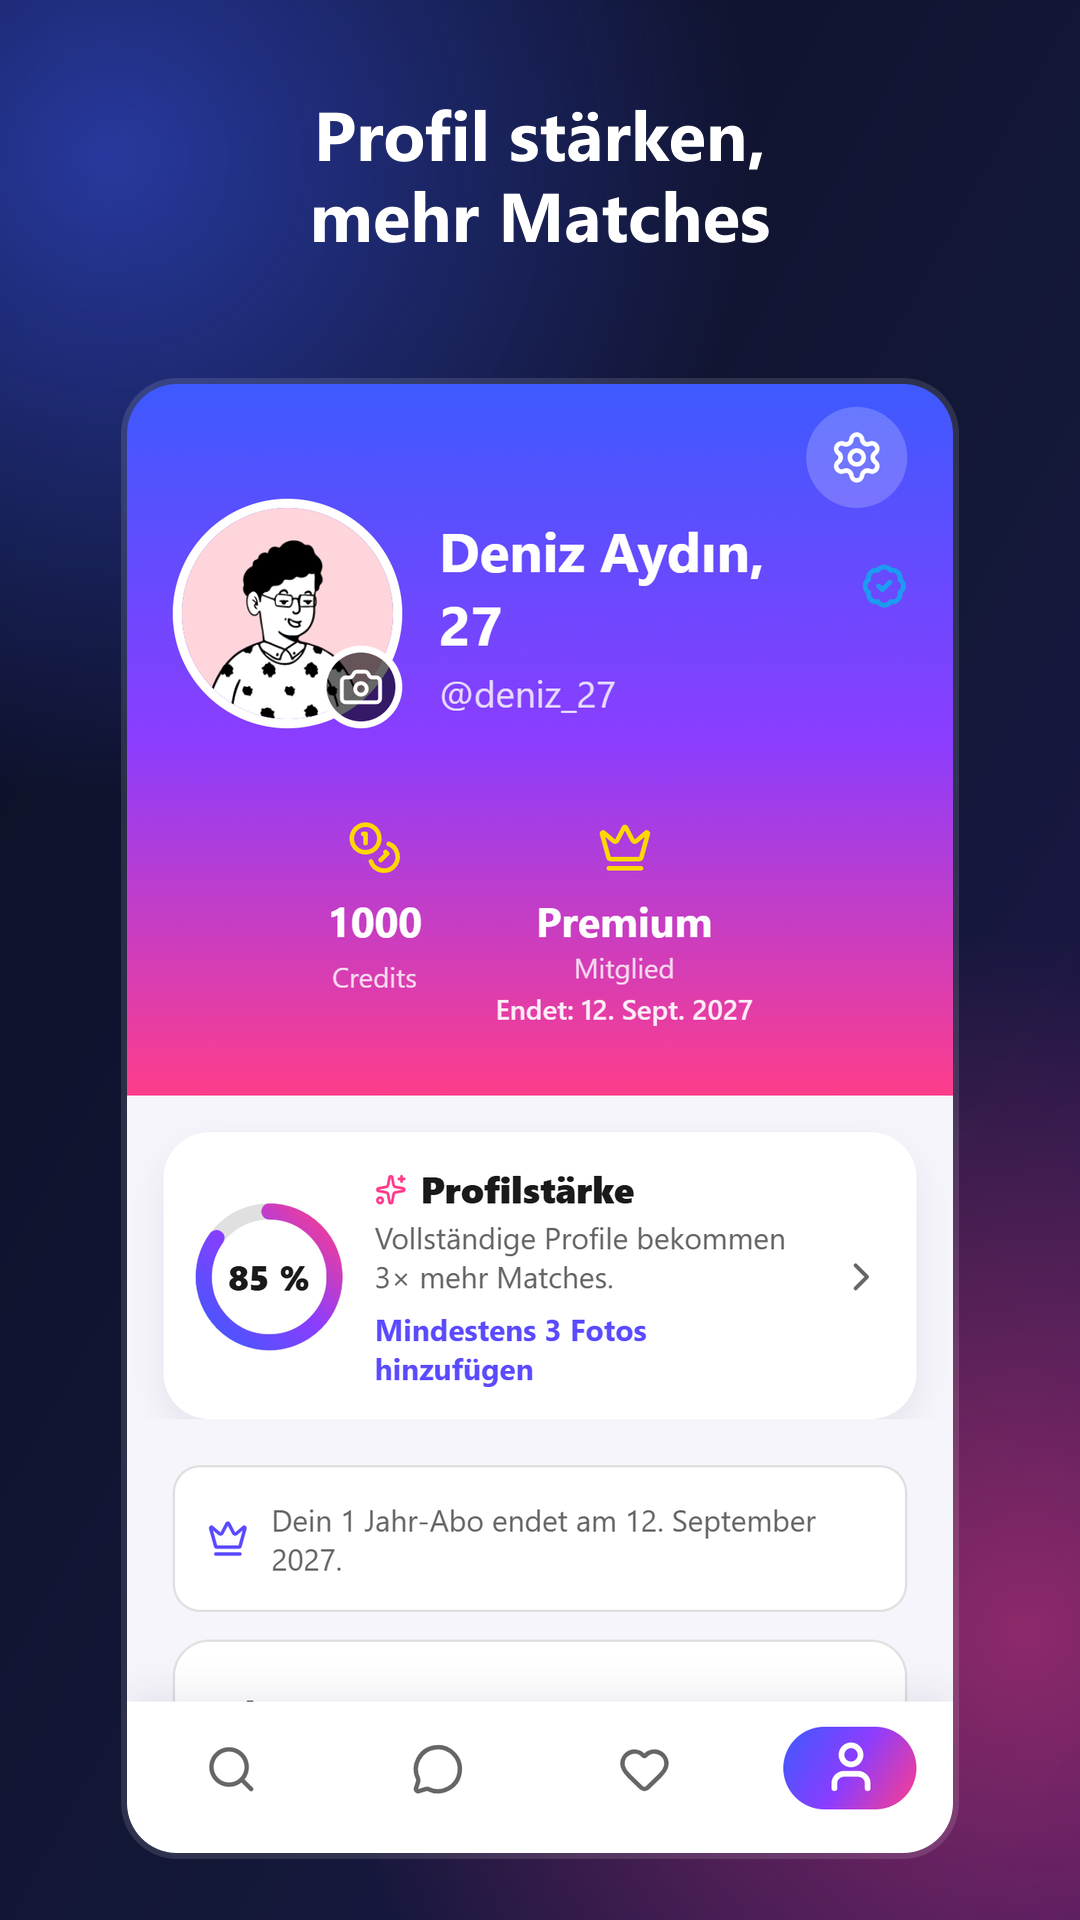 Profil stärken,
mehr Matches
Deniz Aydın,
27
@deniz_27
1000
Credits
Premium
Mitglied
Endet: 12. Sept. 2027
Profilstärke
85 %
Vollständige Profile bekommen
3× mehr Matches.
Mindestens 3 Fotos
hinzufügen
Dein 1 Jahr-Abo endet am 12. September
2027.